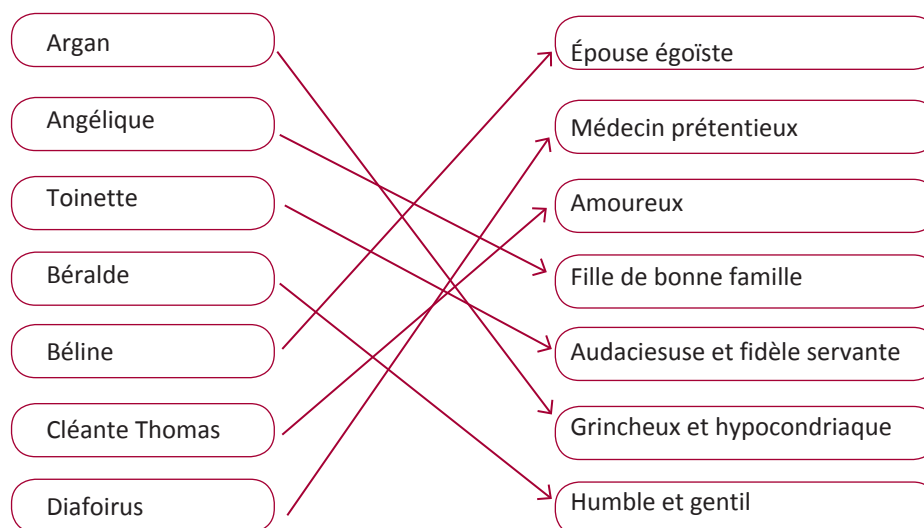 Argan
Angélique
Toinette
Béralde
Béline
Cléante Thomas
Diafoirus
Épouse égoïste
Médecin prétentieux
Amoureux
Fille de bonne famille
Audaciesuse et fidèle servante
Grincheux et hypocondriaque
Humble et gentil